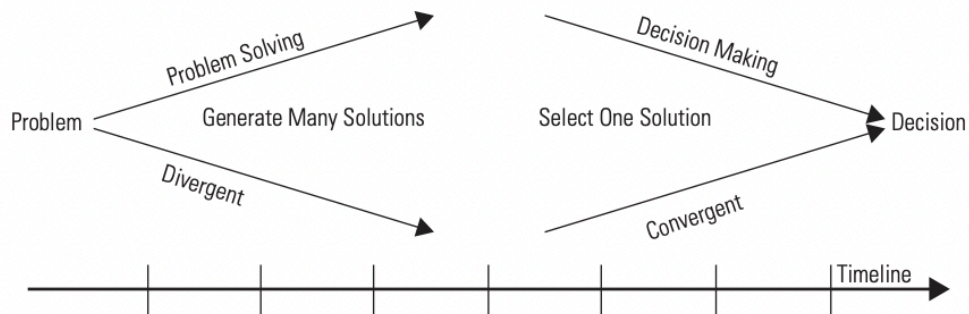 Problem Solving
Decision Making
Problem
Generate Many Solutions
Select One Solution
Decision
Divergent
Convergent
Timeline